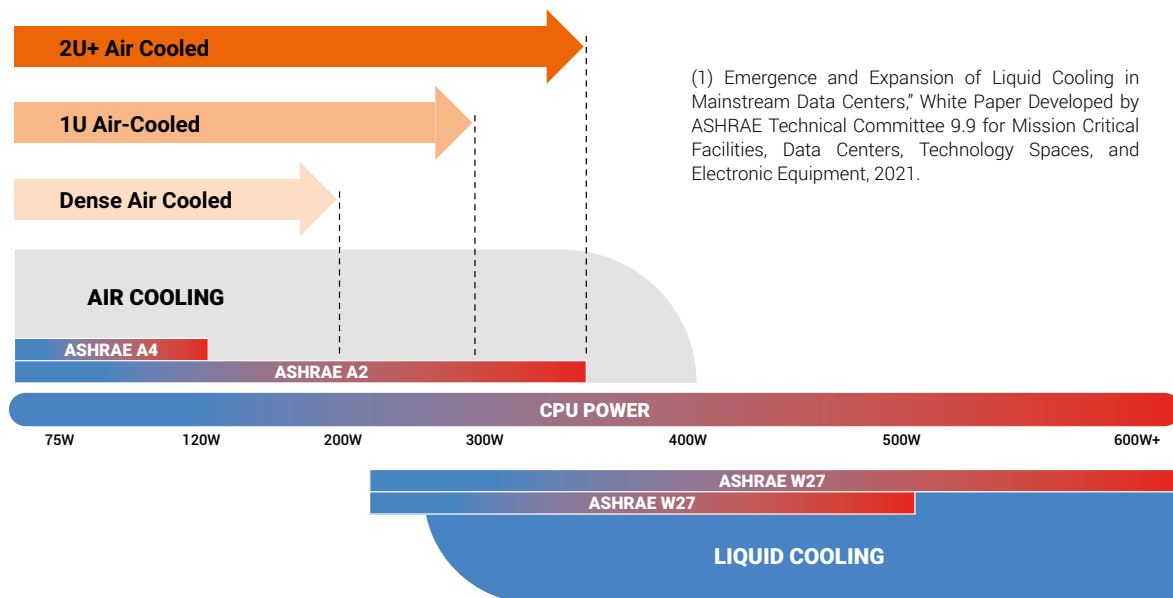 2U+ Air Cooled
1U Air-Cooled
Dense Air Cooled
(1) Emergence and Expansion of Liquid Cooling in
Mainstream Data Centers,” White Paper Developed by
ASHRAE Technical Committee 9.9 for Mission Critical
Facilities, Data Centers, Technology Spaces, and
Electronic Equipment, 2021.
AIR COOLING
ASHRAE A4
ASHRAE A2
CPU POWER
75W 120W 200W 300W 400W 500W 600W+
ASHRAE W27
ASHRAE W27
LIQUID COOLING